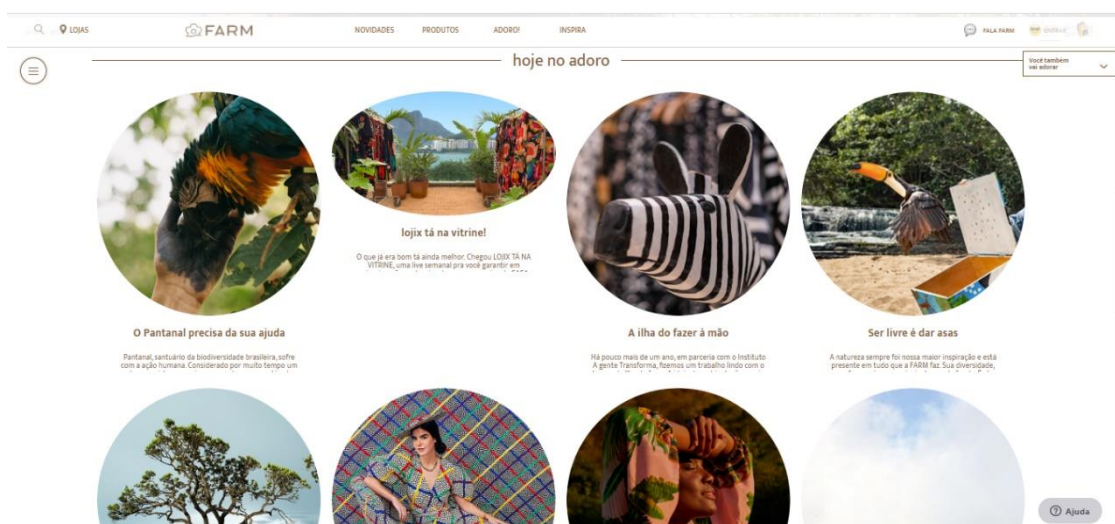 LOJAS
FARM
NOVIDADES
PRODUTOS
ADORO!
INSPIRA
FALA FARM
ENTRAR
hoje no adoro
Você também
vai adorar
lojix tá na vitrine!
O que já era bom tá ainda melhor. Chegou LOJIX TÁ NA
VITRINE, uma live semanal pra você garantir em
O Pantanal precisa da sua ajuda
Pantanal, santuário da biodiversidade brasileira, sofre
com a ação humana. Considerado por muito tempo um
A ilha do fazer à mão
Há pouco mais de um ano, em parceria com o Instituto
A gente Transforma, fizemos um trabalho lindo com o
Ser livre é dar asas
A natureza sempre foi nossa maior inspiração e está
presente em tudo que a FARM faz. Sua diversidade,
Ajuda